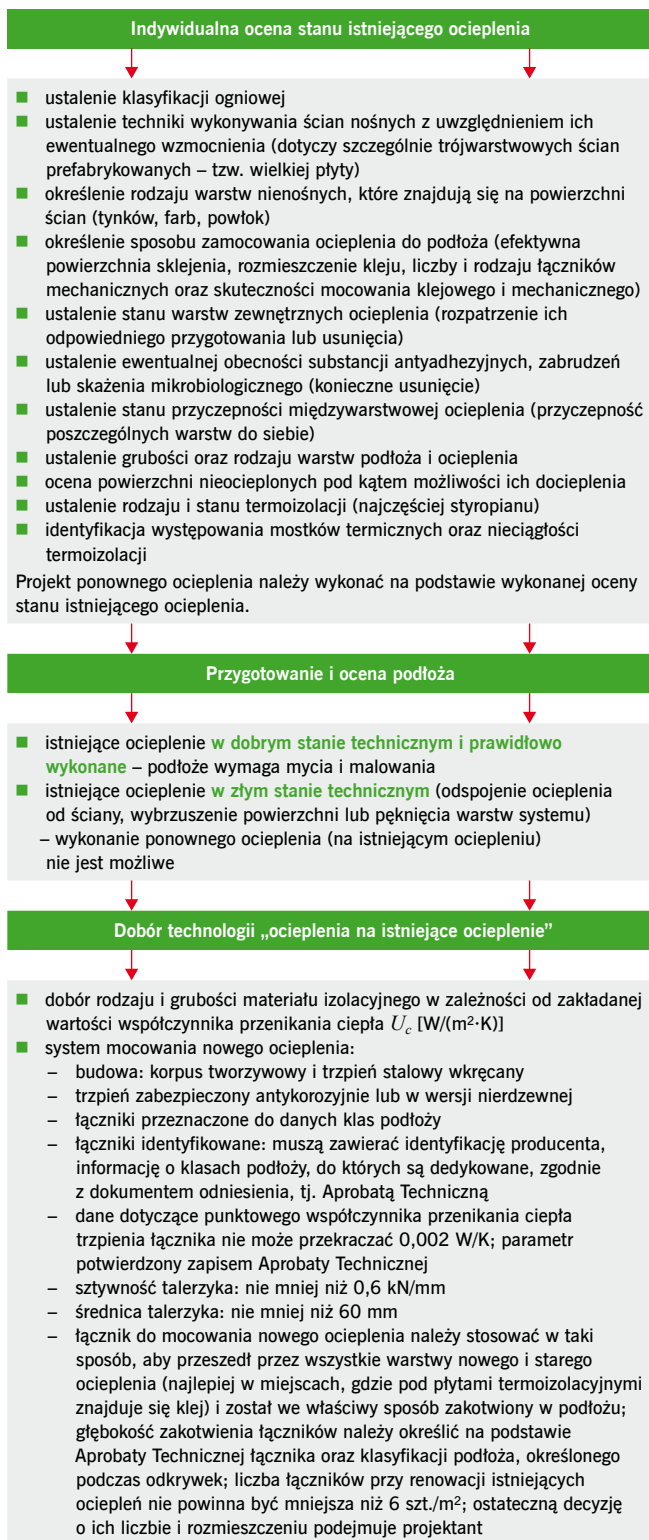 Indywidualna ocena stanu istniejącego ocieplenia
■ ustalenie klasyfikacji ogniowej
■ ustalenie techniki wykonywania ścian nośnych z uwzględnieniem ich
ewentualnego wzmocnienia (dotyczy szczególnie trójwarstwowych ścian
prefabrykowanych – tzw. wielkiej płyty)
■ określenie rodzaju warstw nienośnych, które znajdują się na powierzchni
ścian (tynków, farb, powłok)
■ określenie sposobu zamocowania ocieplenia do podłoża (efektywna
powierzchnia sklejenia, rozmieszczenie kleju, liczby i rodzaju łączników
mechanicznych oraz skuteczności mocowania klejowego i mechanicznego)
■ ustalenie stanu warstw zewnętrznych ocieplenia (rozpatrzenie ich
odpowiedniego przygotowania lub usunięcia)
■ ustalenie ewentualnej obecności substancji antyadhezyjnych, zabrudzeń
lub skażenia mikrobiologicznego (konieczne usunięcie)
■ ustalenie stanu przyczepności międzywarstwowej ocieplenia (przyczepność
poszczególnych warstw do siebie)
■ ustalenie grubości oraz rodzaju warstw podłoża i ocieplenia
■ ocena powierzchni nieocieplonych pod kątem możliwości ich docieplenia
■ ustalenie rodzaju i stanu termoizolacji (najczęściej styropianu)
■ identyfikacja występowania mostków termicznych oraz nieciągłości
termoizolacji
Projekt ponownego ocieplenia należy wykonać na podstawie wykonanej oceny
stanu istniejącego ocieplenia.
Przygotowanie i ocena podłoża
■ istniejące ocieplenie w dobrym stanie technicznym i prawidłowo
wykonane – podłoże wymaga mycia i malowania
■ istniejące ocieplenie w złym stanie technicznym (odspojenie ocieplenia
od ściany, wybrzuszenie powierzchni lub pęknięcia warstw systemu)
– wykonanie ponownego ocieplenia (na istniejącym ociepleniu)
nie jest możliwe
Dobór technologii „ocieplenia na istniejące ocieplenie”
■ dobór rodzaju i grubości materiału izolacyjnego w zależności od zakładanej
wartości współczynnika przenikania ciepła U_c [W/(m²·K)]
■ system mocowania nowego ocieplenia:
– budowa: korpus tworzywowy i trzpień stalowy wkręcany
– trzpień zabezpieczony antykorozyjnie lub w wersji nierdzewnej
– łączniki przeznaczone do danych klas podłoży
– łączniki identyfikowane: muszą zawierać identyfikację producenta,
informację o klasach podłoży, do których są dedykowane, zgodnie
z dokumentem odniesienia, tj. Aprobatą Techniczną
– dane dotyczące punktowego współczynnika przenikania ciepła
trzpienia łącznika nie może przekraczać 0,002 W/K; parametr
potwierdzony zapisem Aprobaty Technicznej
– sztywność talerzyka: nie mniej niż 0,6 kN/mm
– średnica talerzyka: nie mniej niż 60 mm
– łącznik do mocowania nowego ocieplenia należy stosować w taki
sposób, aby przeszedł przez wszystkie warstwy nowego i starego
ocieplenia (najlepiej w miejscach, gdzie pod płytami termoizolacyjnymi
znajduje się klej) i został we właściwy sposób zakotwiony w podłożu;
głębokość zakotwienia łączników należy określić na podstawie
Aprobaty Technicznej łącznika oraz klasyfikacji podłoża, określonego
podczas odkrywek; liczba łączników przy renowacji istniejących
ociepleń nie powinna być mniejsza niż 6 szt./m²; ostateczną decyzję
o ich liczbie i rozmieszczeniu podejmuje projektant